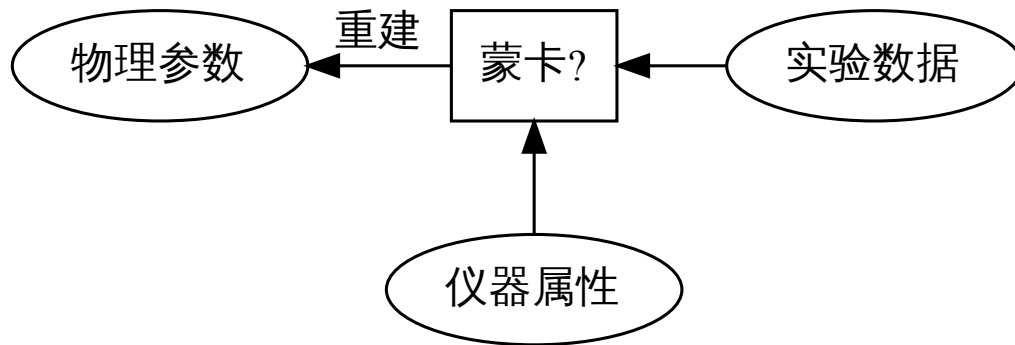 重建
物理参数
蒙卡?
实验数据
仪器属性